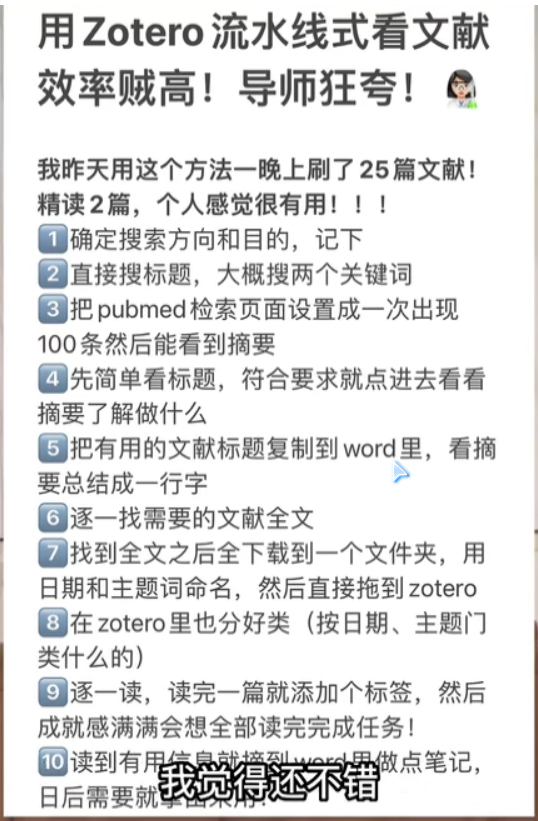 用Zotero流水线式看文献
效率贼高！导师狂夸！
我昨天用这个方法一晚上刷了25篇文献！
精读2篇，个人感觉很有用！！！
1确定搜索方向和目的，记下
2直接搜标题，大概搜两个关键词
3把pubmed检索页面设置成一次出现
100条然后能看到摘要
4先简单看标题，符合要求就点进去看看
摘要了解做什么
5把有用的文献标题复制到word里，看摘
要总结成一行字
6逐一找需要的文献全文
7找到全文之后全下载到一个文件夹，用
日期和主题词命名，然后直接拖到zotero
8在zotero里也分好类（按日期、主题门
类什么的）
9逐一读，读完一篇就添加个标签，然后
成就感满满会想全部读完完成任务！
10读到有用信息就摘到word里做点笔记，
日后需要就拿出来用！
我觉得还不错